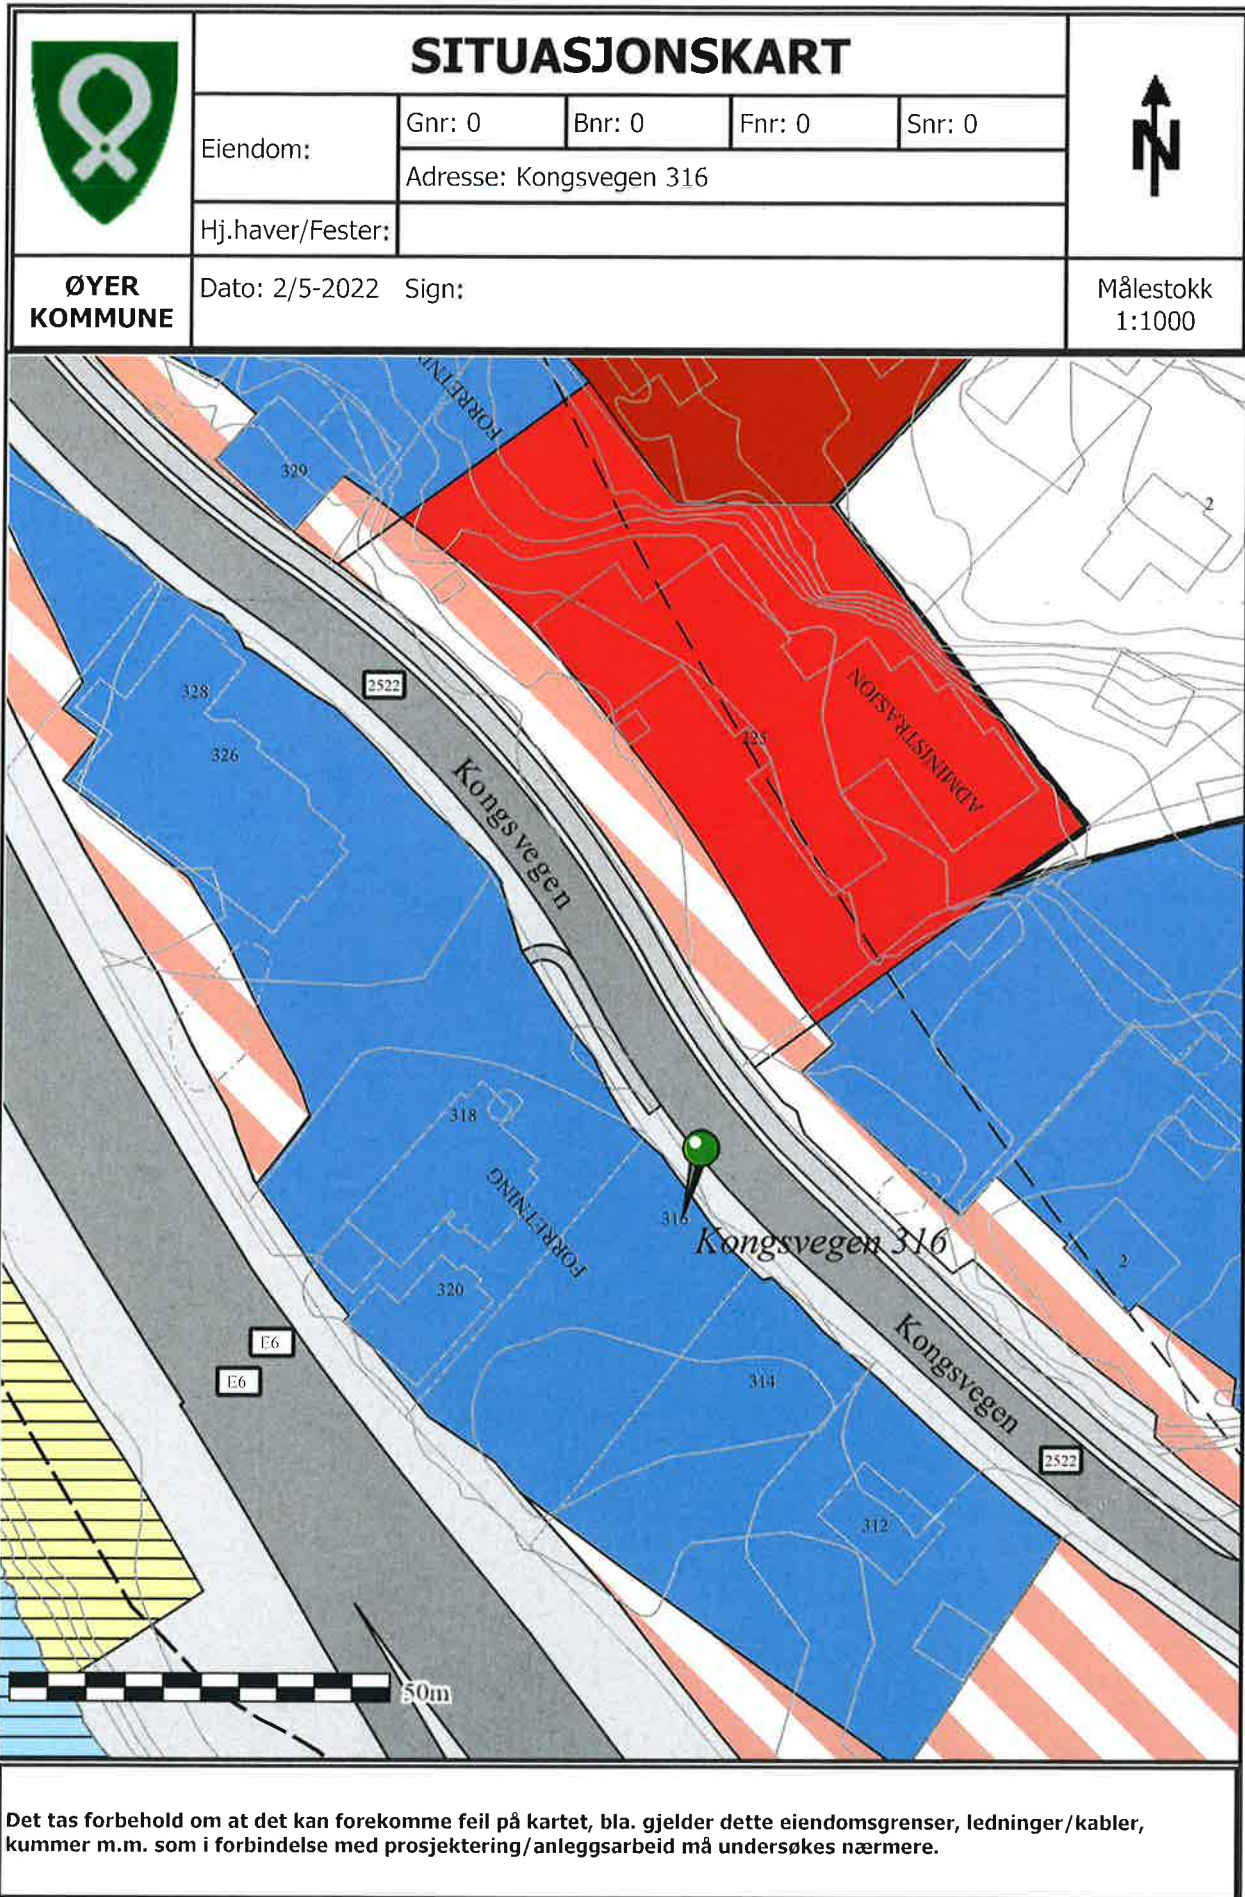 SITUASJONSKART
Eiendom:
Gnr: 0
Bnr: 0
Fnr: 0
Snr: 0
Adresse: Kongsvegen 316
Hj.haver/Fester:
N
ØYER
KOMMUNE
Dato: 2/5-2022 Sign:
Målestokk
1:1000
329
2
328
2522
326
ADMINISTRASJON
Kongsvegen
318
FORRETNING
316
Kongsvegen 316
2
320
E6
E6
Kongsvegen
314
2522
312
50m
Det tas forbehold om at det kan forekomme feil på kartet, bla. gjelder dette eiendomsgrenser, ledninger/kabler,
kummer m.m. som i forbindelse med prosjektering/anleggsarbeid må undersøkes nærmere.